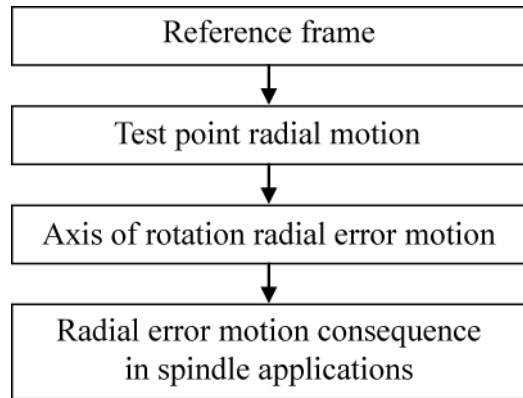 Reference frame
Test point radial motion
Axis of rotation radial error motion
Radial error motion consequence
in spindle applications